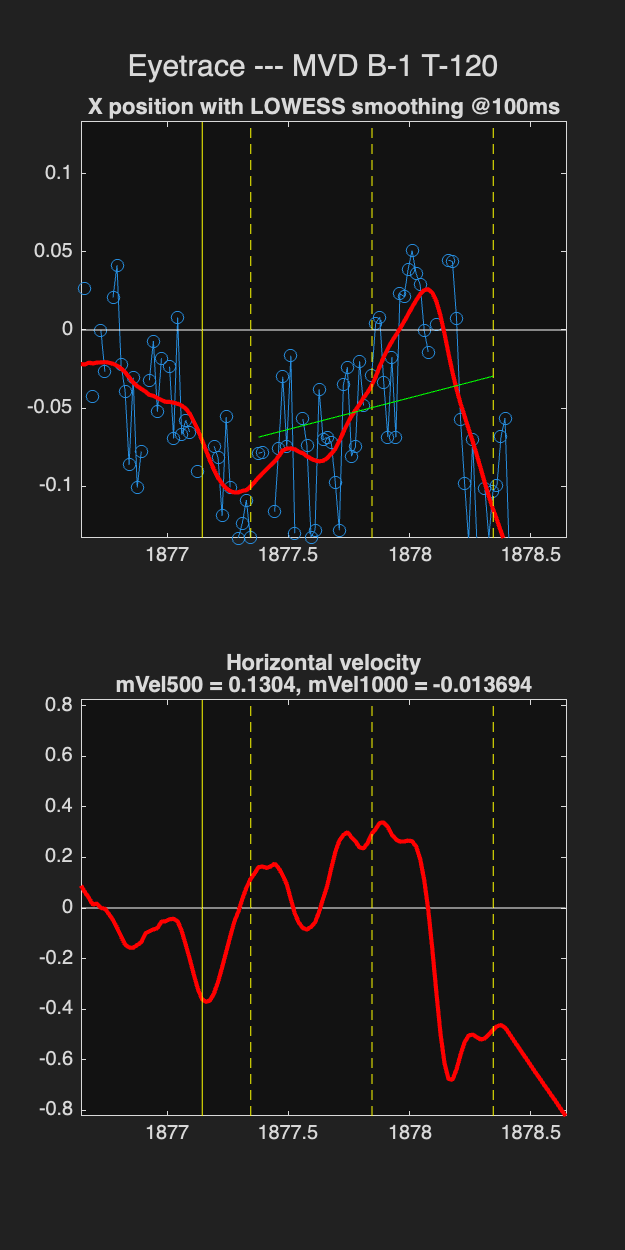 Eyetrace --- MVD B-1 T-120
X position with LOWESS smoothing @100ms
0.1
0.05
0
-0.05
-0.1
1877 1877.5 1878 1878.5
Horizontal velocity
mVel500 = 0.1304, mVel1000 = -0.013694
0.8
0.6
0.4
0.2
0
-0.2
-0.4
-0.6
-0.8
1877 1877.5 1878 1878.5